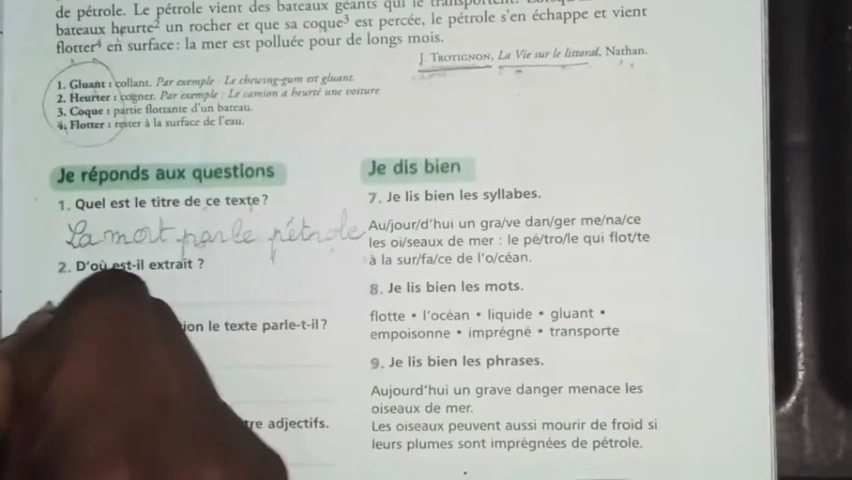 de pétrole. Le pétrole vient des bateaux géants qui le
bateaux heurte² un rocher et que sa coque³ est percée, le pétrole s'en échappe et vient
flotter⁴ en surface : la mer est polluée pour de longs mois.
J. TROTIGNON, La Vie sur le littoral, Nathan.
1. Gluant : collant. Par exemple : Le chewing-gum est gluant.
2. Heurter : cogner. Par exemple : Le camion a heurté une voiture
3. Coque : partie flottante d'un bateau.
4. Flotter : rester à la surface de l'eau.
Je réponds aux questions
1. Quel est le titre de ce texte ?
La mort par le pétrole
2. D'où est-il extrait ?
le texte parle-t-il ?
adjectifs.
Je dis bien
7. Je lis bien les syllabes.
Au/jour/d'hui un gra/ve dan/ger me/na/ce
les oi/seaux de mer : le pé/tro/le qui flot/te
à la sur/fa/ce de l'o/céan.
8. Je lis bien les mots.
flotte • l'océan • liquide • gluant •
empoisonne • imprégné • transporte
9. Je lis bien les phrases.
Aujourd'hui un grave danger menace les
oiseaux de mer.
Les oiseaux peuvent aussi mourir de froid si
leurs plumes sont imprégnées de pétrole.